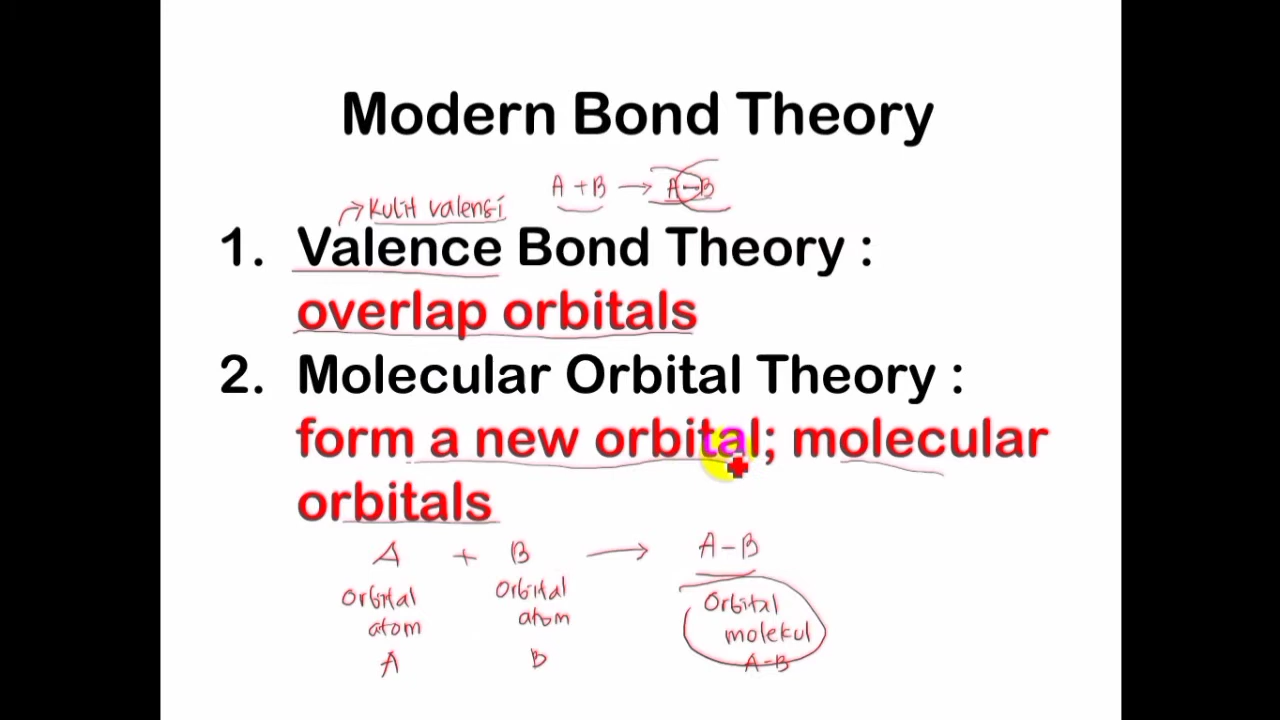 Modern Bond Theory
A + B → A-B
→ Kulit valensi
1. Valence Bond Theory :
overlap orbitals
2. Molecular Orbital Theory :
form a new orbital; molecular
orbitals
A + B → A-B
Orbital Orbital Orbital
atom atom molekul
A B A-B